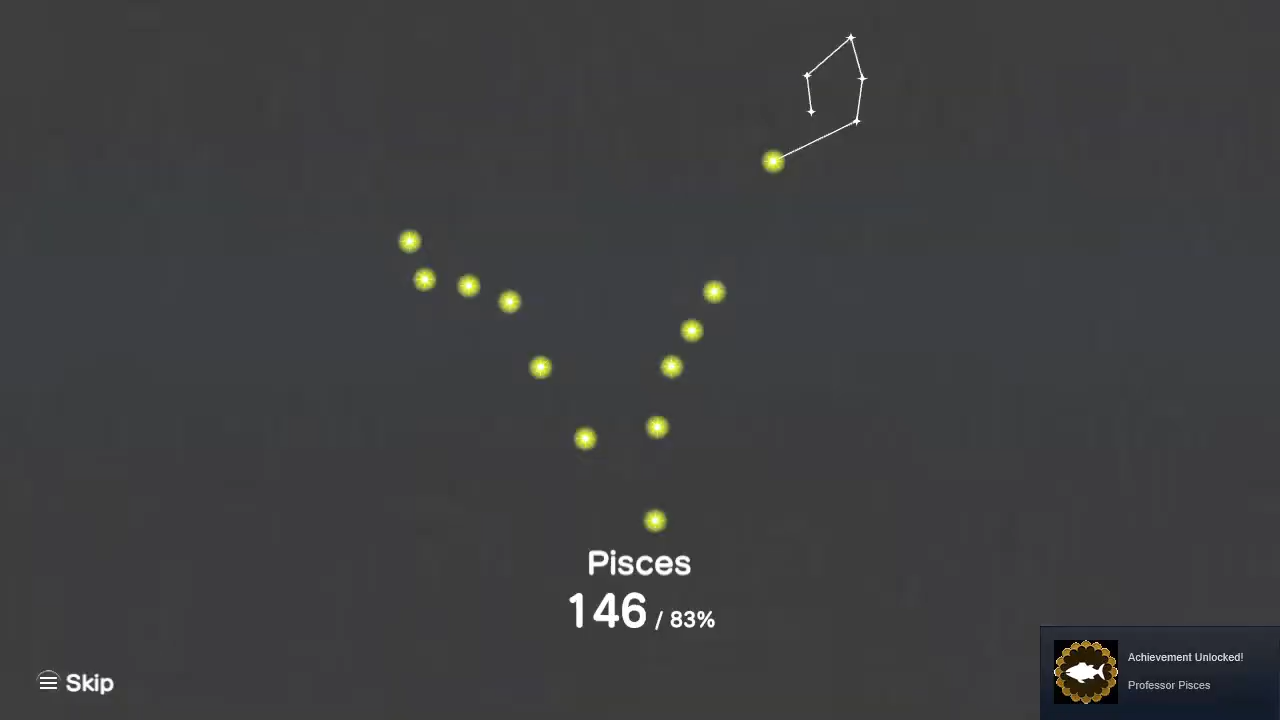 Pisces
146 / 83%
Skip
Achievement Unlocked!
Professor Pisces